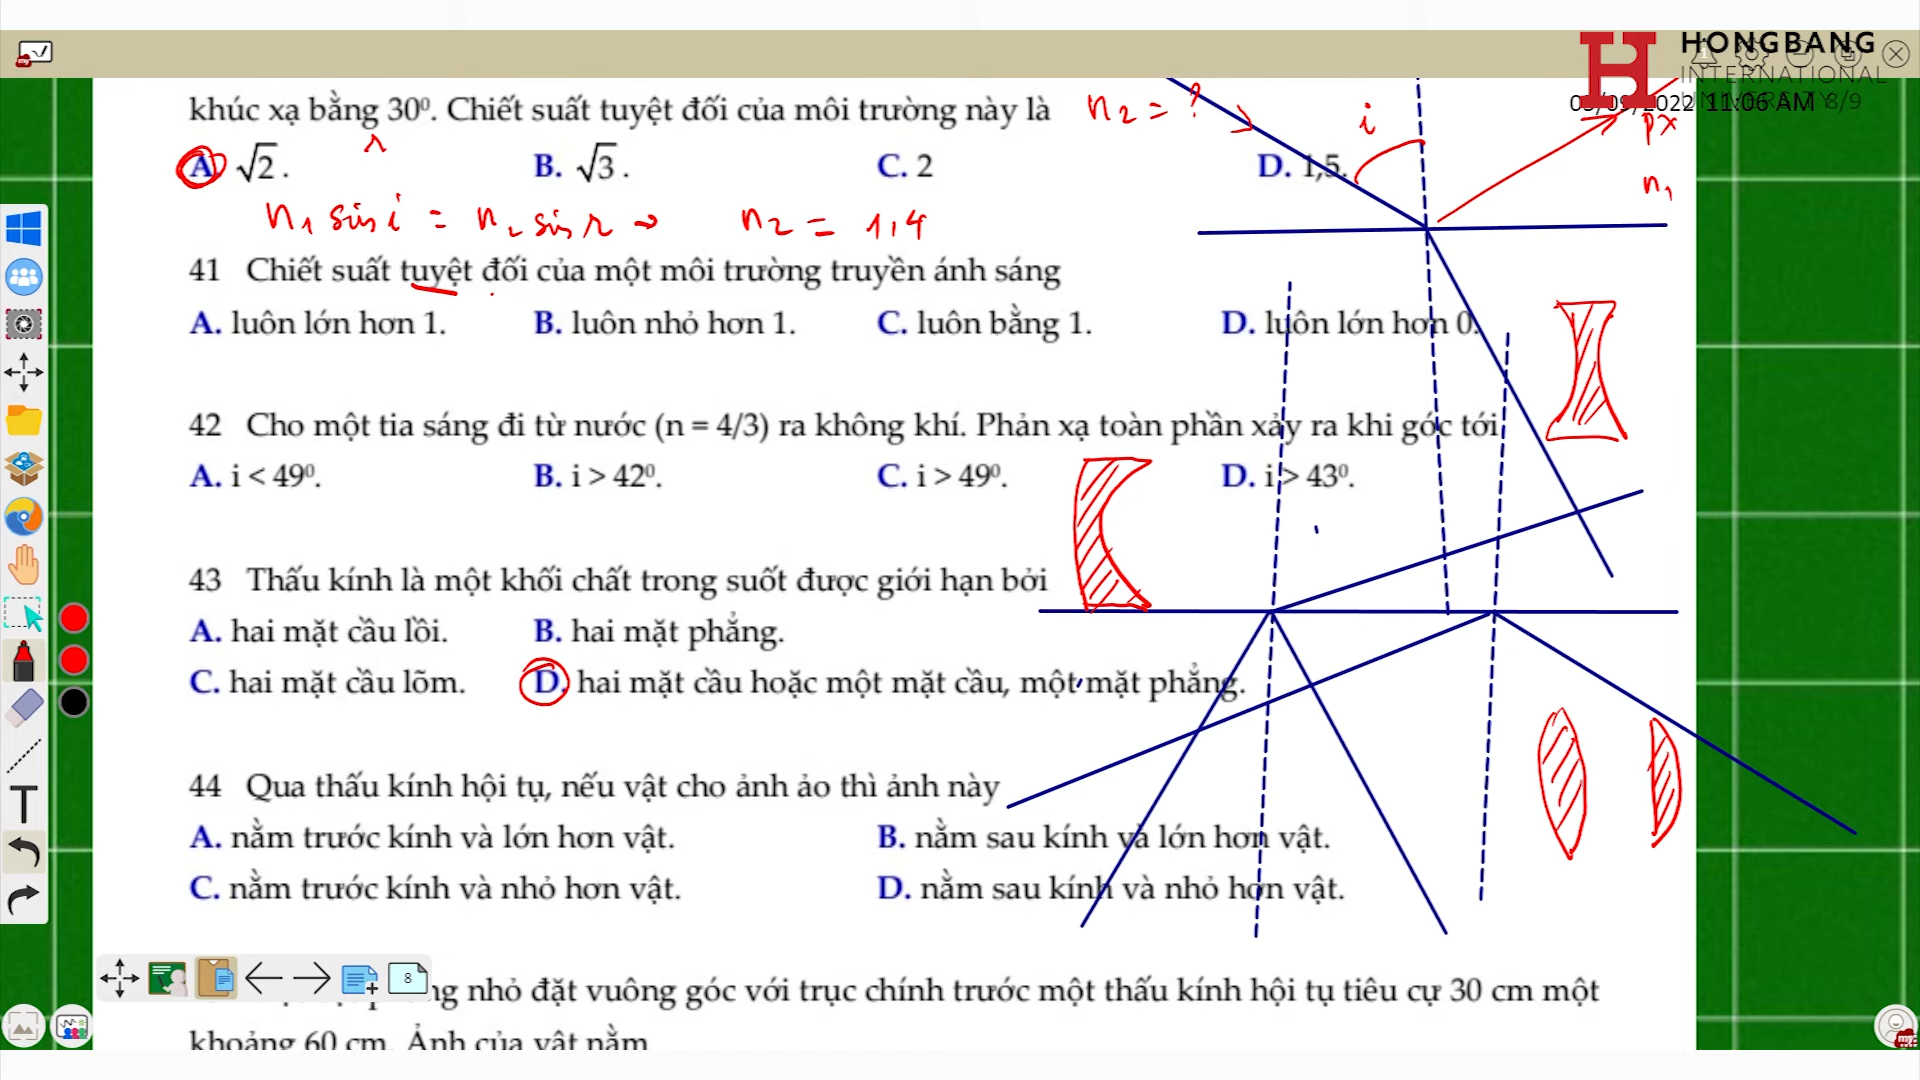 HONGBANG
INTERNATIONAL
UNIVERSITY
03/09/2022 11:06 AM 8/9
khúc xạ bằng 30⁰. Chiết suất tuyệt đối của môi trường này là
n₂ = ?
i
px
r
A. √2. B. √3. C. 2 D. 1,5.
n₁
n₁ sin i = n₂ sin r → n₂ = 1,4
41 Chiết suất tuyệt đối của một môi trường truyền ánh sáng
A. luôn lớn hơn 1. B. luôn nhỏ hơn 1. C. luôn bằng 1. D. luôn lớn hơn 0.
42 Cho một tia sáng đi từ nước (n = 4/3) ra không khí. Phản xạ toàn phần xảy ra khi góc tới
A. i < 49⁰. B. i > 42⁰. C. i > 49⁰. D. i > 43⁰.
43 Thấu kính là một khối chất trong suốt được giới hạn bởi
A. hai mặt cầu lồi. B. hai mặt phẳng.
C. hai mặt cầu lõm. D. hai mặt cầu hoặc một mặt cầu, một mặt phẳng.
44 Qua thấu kính hội tụ, nếu vật cho ảnh ảo thì ảnh này
A. nằm trước kính và lớn hơn vật. B. nằm sau kính và lớn hơn vật.
C. nằm trước kính và nhỏ hơn vật. D. nằm sau kính và nhỏ hơn vật.
8
nhỏ đặt vuông góc với trục chính trước một thấu kính hội tụ tiêu cự 30 cm một
khoảng 60 cm. Ảnh của vật nằm